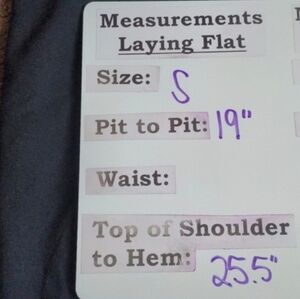 Measurements
Laying Flat
Size: S
Pit to Pit: 19"
Waist:
Top of Shoulder
to Hem: 25.5"